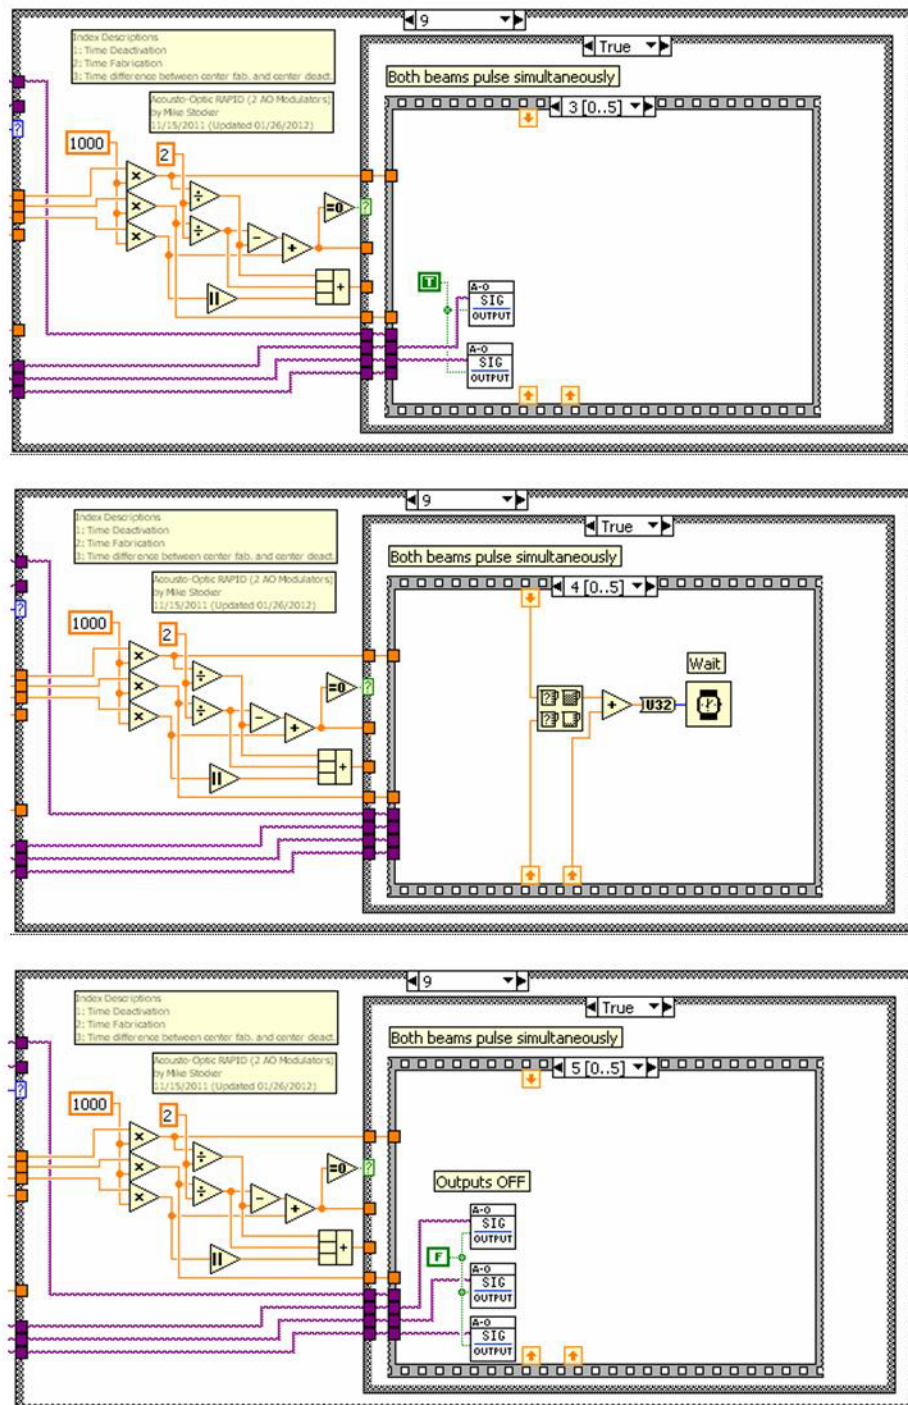 9
Index Descriptions
1: Time Deactivation
2: Time Fabrication
3: Time difference between center fab. and center deact.
True
Both beams pulse simultaneously
Acousto-Optic RAPID (2 AO Modulators)
by Mike Stocker
11/15/2011 (Updated 01/26/2012)
3 [0..5]
1000
2
×
÷
=0
?
×
÷
−
+
×
T
A-O
SIG
OUTPUT
||
+
A-O
SIG
OUTPUT
9
Index Descriptions
1: Time Deactivation
2: Time Fabrication
3: Time difference between center fab. and center deact.
True
Both beams pulse simultaneously
Acousto-Optic RAPID (2 AO Modulators)
by Mike Stocker
11/15/2011 (Updated 01/26/2012)
4 [0..5]
?
1000
2
×
÷
=0
?
Wait
×
÷
−
+
?
?
+
U32
×
||
+
9
Index Descriptions
1: Time Deactivation
2: Time Fabrication
3: Time difference between center fab. and center deact.
True
Both beams pulse simultaneously
Acousto-Optic RAPID (2 AO Modulators)
by Mike Stocker
11/15/2011 (Updated 01/26/2012)
5 [0..5]
?
1000
2
×
÷
=0
?
Outputs OFF
×
÷
−
+
×
A-O
SIG
OUTPUT
||
+
F
A-O
SIG
OUTPUT
A-O
SIG
OUTPUT